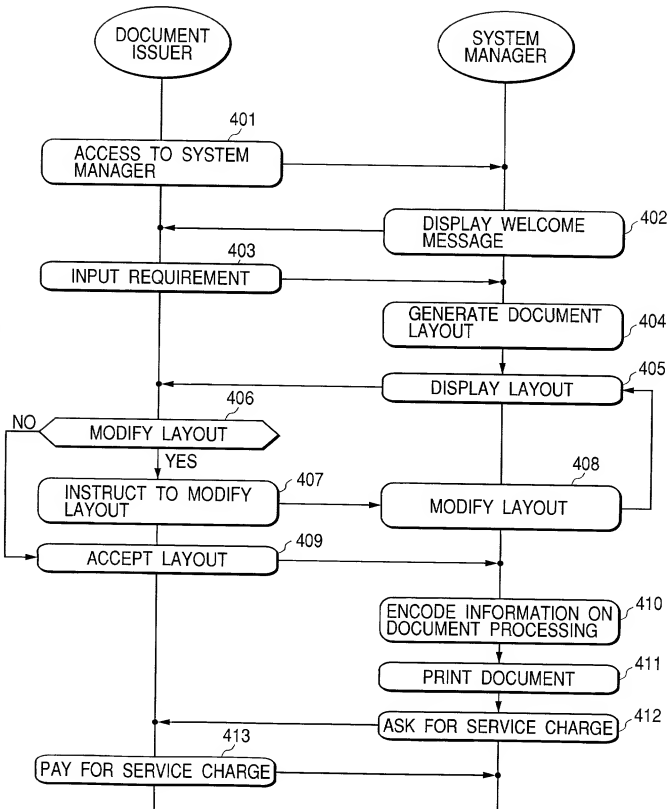 DOCUMENT
ISSUER
SYSTEM
MANAGER
401
ACCESS TO SYSTEM
MANAGER
402
DISPLAY WELCOME
MESSAGE
403
INPUT REQUIREMENT
404
GENERATE DOCUMENT
LAYOUT
405
DISPLAY LAYOUT
406
NO
MODIFY LAYOUT
YES
407
INSTRUCT TO MODIFY
LAYOUT
408
MODIFY LAYOUT
409
ACCEPT LAYOUT
410
ENCODE INFORMATION ON
DOCUMENT PROCESSING
411
PRINT DOCUMENT
412
ASK FOR SERVICE CHARGE
413
PAY FOR SERVICE CHARGE